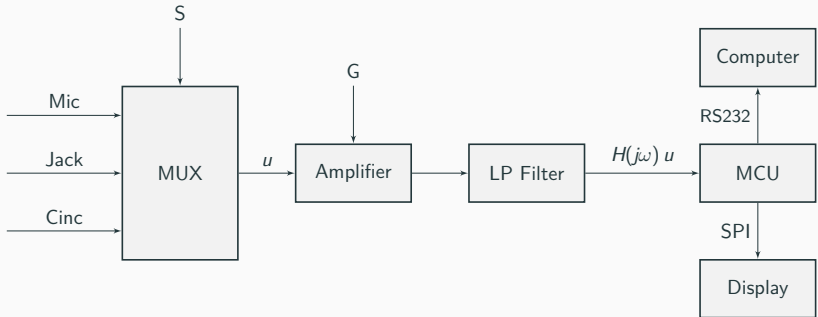 S
Computer
G
Mic
RS232
Jack
MUX
u
Amplifier
LP Filter
H(jω) u
MCU
Cinc
SPI
Display